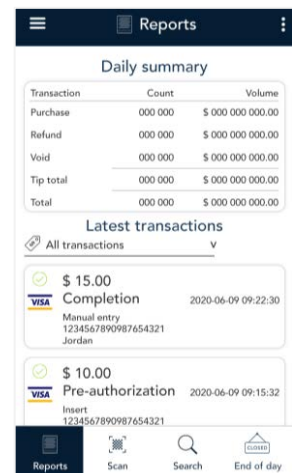 Reports
Daily summary
Transaction Count Volume
Purchase 000 000 $ 000 000 000.00
Refund 000 000 $ 000 000 000.00
Void 000 000 $ 000 000 000.00
Tip total 000 000 $ 000 000 000.00
Total 000 000 $ 000 000 000.00
Latest transactions
All transactions v
$ 15.00
VISA Completion 2020-06-09 09:22:30
Manual entry
1234567890987654321
Jordan
$ 10.00
VISA Pre-authorization 2020-06-09 09:15:32
Insert
1234567890987654321
CLOSED
Reports Scan Search End of day